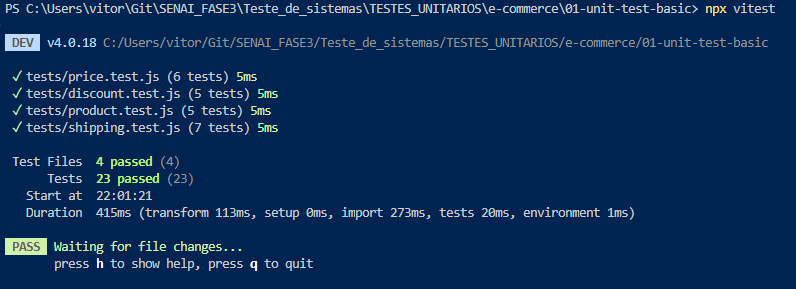 PS C:\Users\vitor\Git\SENAI_FASE3\Teste_de_sistemas\TESTES_UNITARIOS\e-commerce\01-unit-test-basic> npx vitest
DEV v4.0.18 C:/Users/vitor/Git/SENAI_FASE3/Teste_de_sistemas/TESTES_UNITARIOS/e-commerce/01-unit-test-basic
✓ tests/price.test.js (6 tests) 5ms
✓ tests/discount.test.js (5 tests) 5ms
✓ tests/product.test.js (5 tests) 5ms
✓ tests/shipping.test.js (7 tests) 5ms
Test Files 4 passed (4)
Tests 23 passed (23)
Start at 22:01:21
Duration 415ms (transform 113ms, setup 0ms, import 273ms, tests 20ms, environment 1ms)
PASS Waiting for file changes...
press h to show help, press q to quit